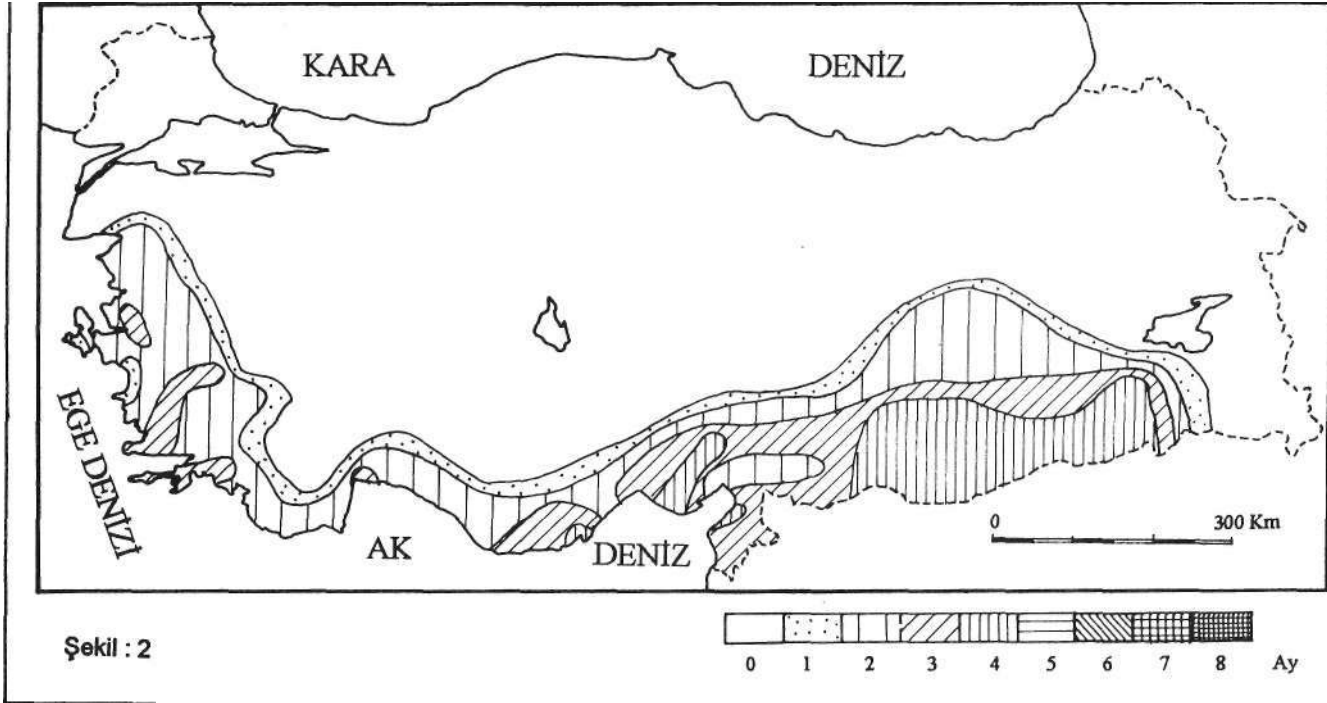 KARA DENİZ
EGE DENİZİ
AK DENİZ
0 300 Km
Şekil : 2
0 1 2 3 4 5 6 7 8 Ay